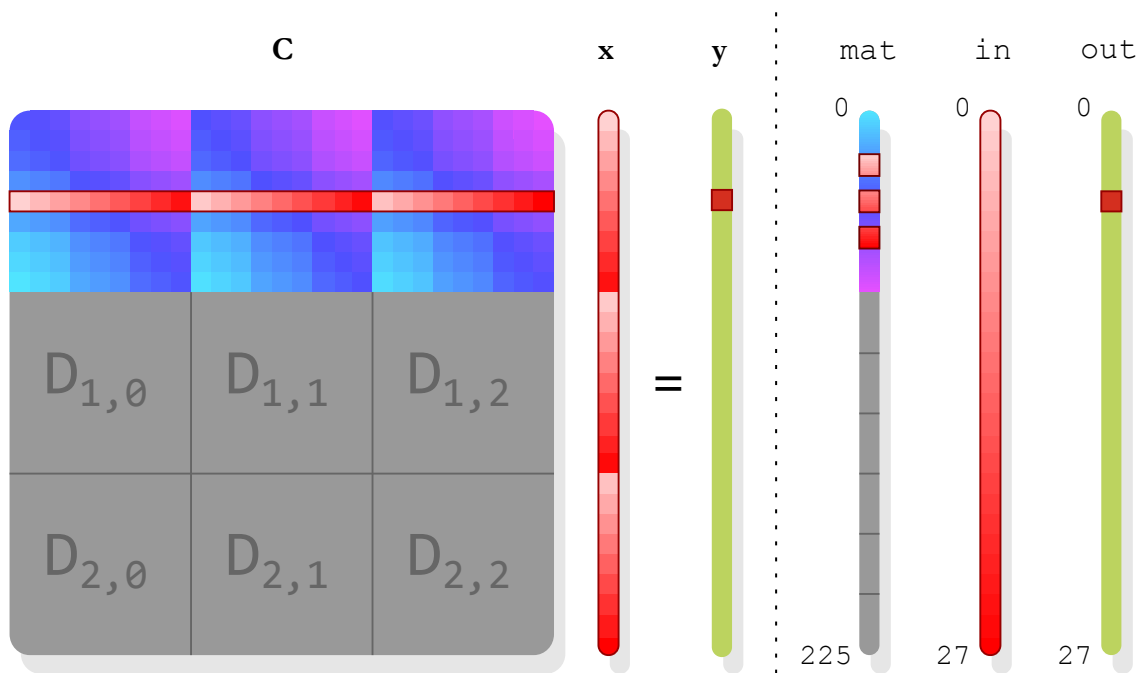 C x y mat in out
0 0 0
D1,0 D1,1 D1,2
=
D2,0 D2,1 D2,2
225 27 27